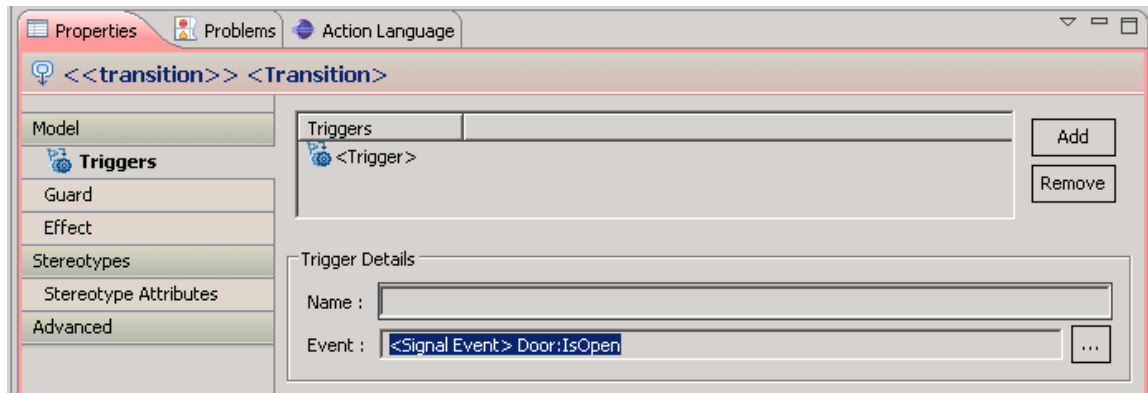 Properties Problems Action Language
<<transition>> <Transition>
Model
Triggers
Guard
Effect
Stereotypes
Stereotype Attributes
Advanced
Triggers
<Trigger>
Add
Remove
Trigger Details
Name :
Event : <Signal Event> Door:IsOpen ...